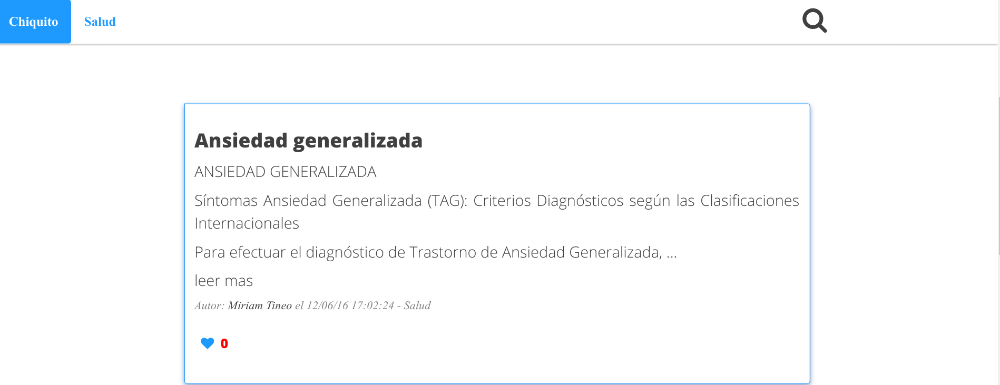 Chiquito Salud
Ansiedad generalizada
ANSIEDAD GENERALIZADA
Síntomas Ansiedad Generalizada (TAG): Criterios Diagnósticos según las Clasificaciones
Internacionales
Para efectuar el diagnóstico de Trastorno de Ansiedad Generalizada, ...
leer mas
Autor: Miriam Tineo el 12/06/16 17:02:24 - Salud
0